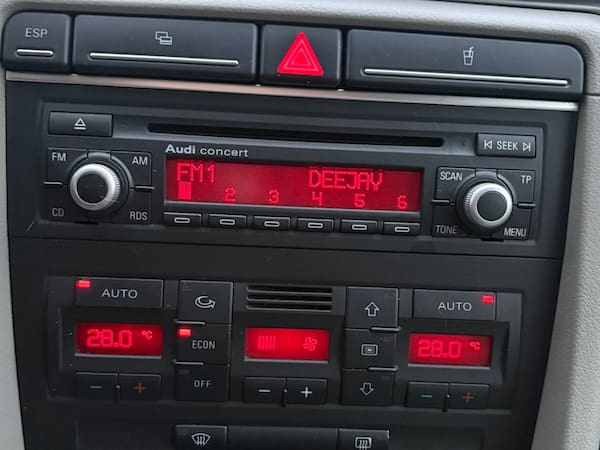 ESP
Audi concert
SEEK
FM AM
FM1 DEEJAY
2 3 4 5 6
SCAN TP
CD RDS
TONE MENU
AUTO AUTO
28.0 °C
ECON
28.0 °C
OFF
− +
− +
− +